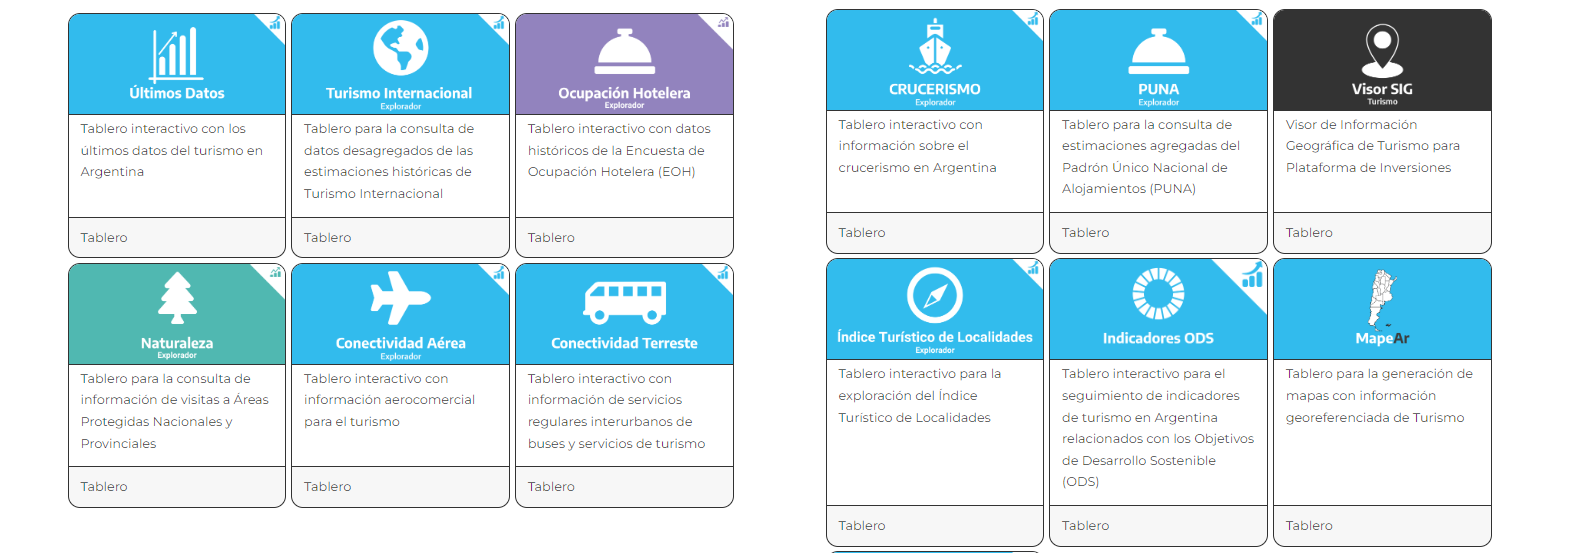 Últimos Datos
Tablero interactivo con los
últimos datos del turismo en
Argentina
Tablero
Turismo Internacional
Explorador
Tablero para la consulta de
datos desagregados de las
estimaciones históricas de
Turismo Internacional
Tablero
Ocupación Hotelera
Explorador
Tablero interactivo con datos
históricos de la Encuesta de
Ocupación Hotelera (EOH)
Tablero
Naturaleza
Explorador
Tablero para la consulta de
información de visitas a Áreas
Protegidas Nacionales y
Provinciales
Tablero
Conectividad Aérea
Explorador
Tablero interactivo con
información aerocomercial
para el turismo
Tablero
Conectividad Terreste
Tablero interactivo con
información de servicios
regulares interurbanos de
buses y servicios de turismo
Tablero
CRUCERISMO
Explorador
Tablero interactivo con
información sobre el
crucerismo en Argentina
Tablero
PUNA
Explorador
Tablero para la consulta de
estimaciones agregadas del
Padrón Único Nacional de
Alojamientos (PUNA)
Tablero
Visor SIG
Turismo
Visor de Información
Geográfica de Turismo para
Plataforma de Inversiones
Tablero
Índice Turístico de Localidades
Explorador
Tablero interactivo para la
exploración del Índice
Turístico de Localidades
Tablero
Indicadores ODS
Tablero interactivo para el
seguimiento de indicadores
de turismo en Argentina
relacionados con los Objetivos
de Desarrollo Sostenible
(ODS)
Tablero
MapeAr
Tablero para la generación de
mapas con información
georeferenciada de Turismo
Tablero